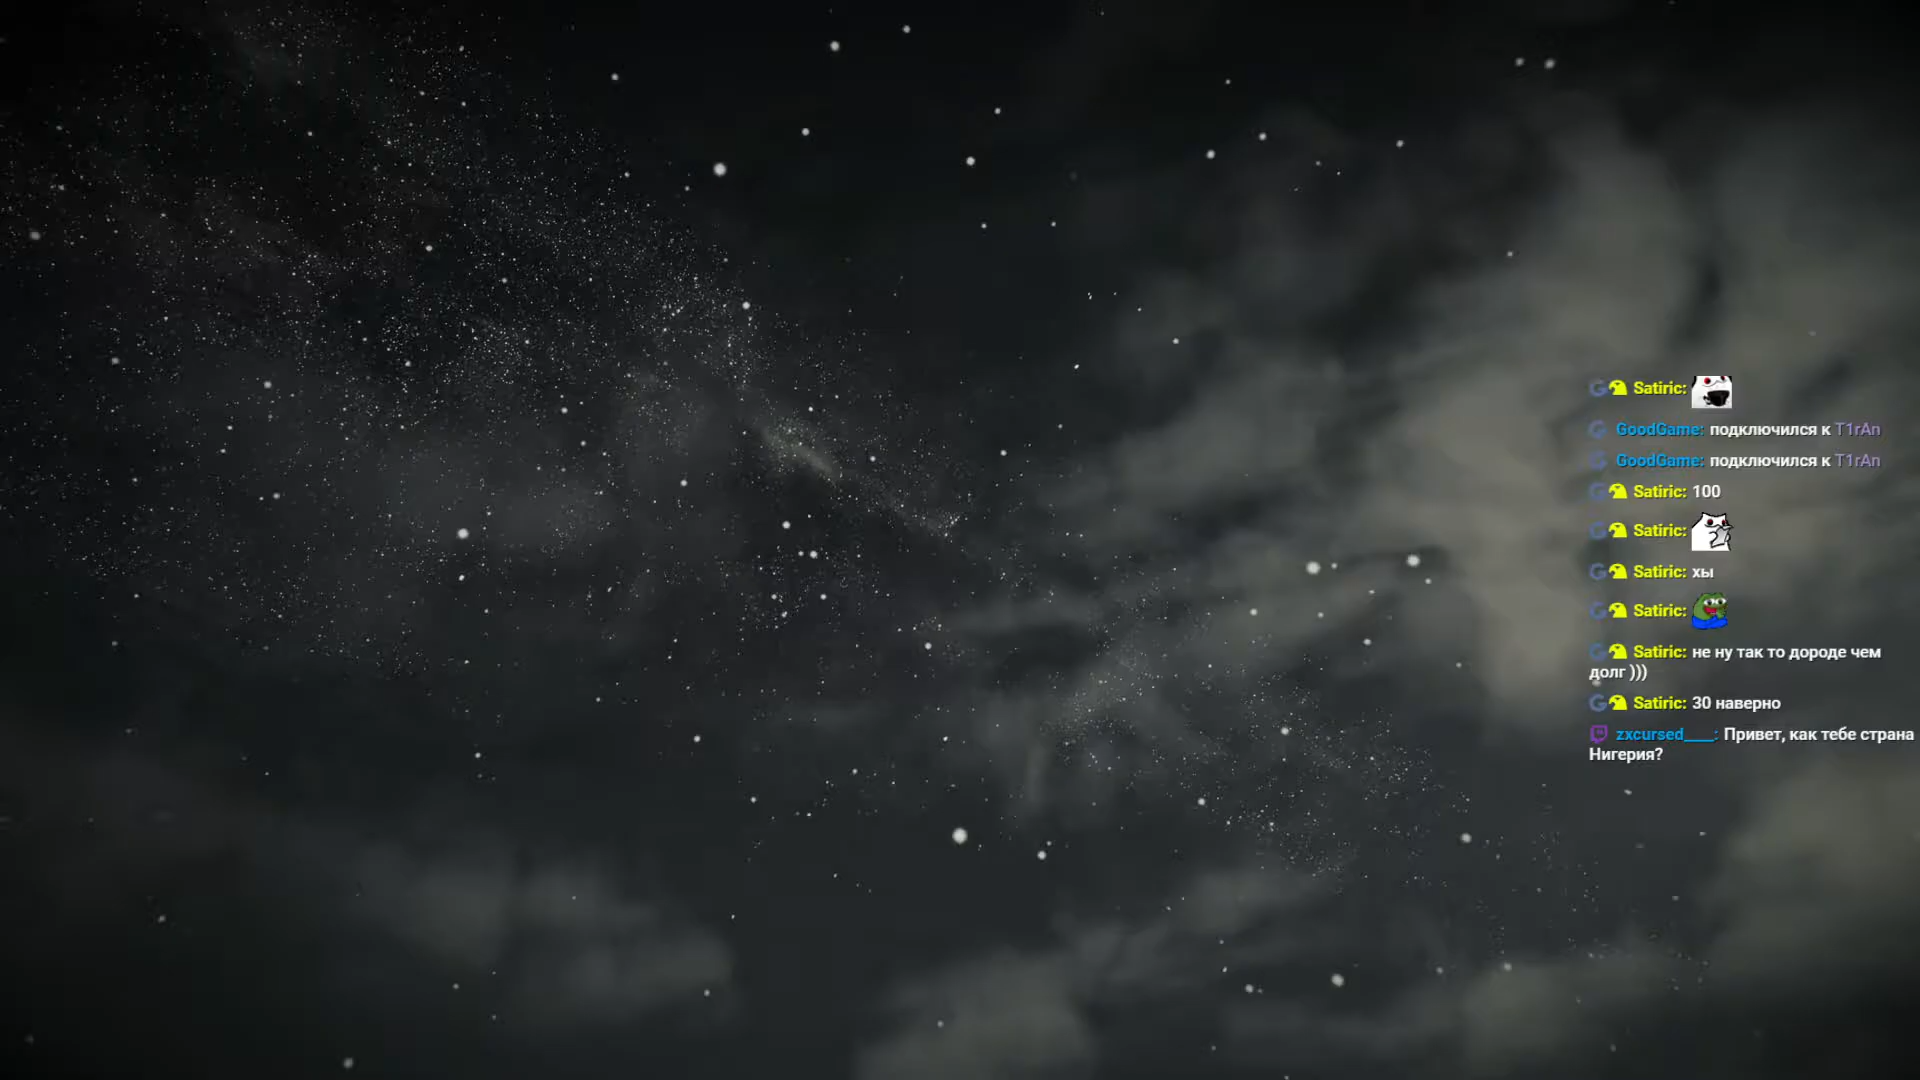 Satiric:
GoodGame: подключился к T1rAn
GoodGame: подключился к T1rAn
Satiric: 100
Satiric:
Satiric: хы
Satiric:
Satiric: не ну так то дороде чем
долг )))
Satiric: 30 наверно
zxcursed____: Привет, как тебе страна
Нигерия?